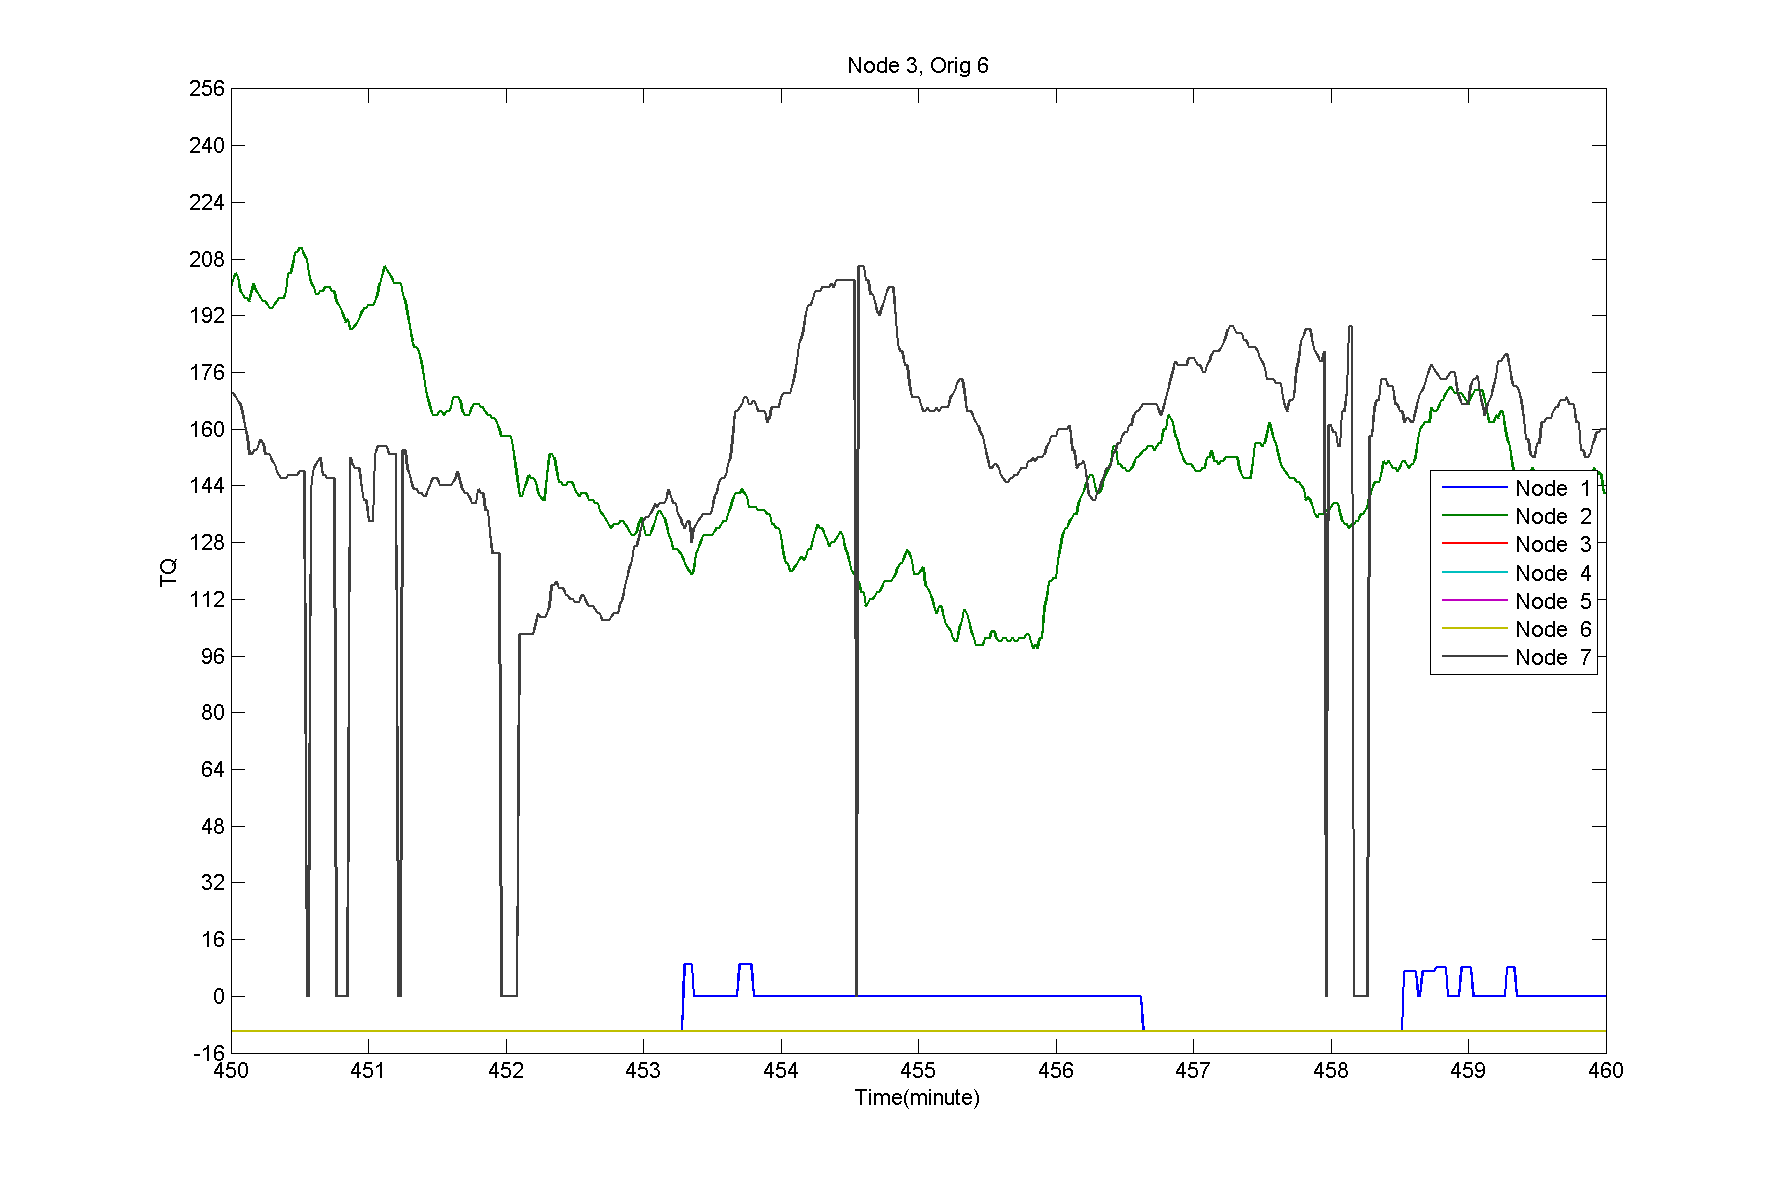 Node 3, Orig 6
256
240
224
208
192
176
160
144
128
112
96
80
64
48
32
16
0
-16
TQ
Node 1
Node 2
Node 3
Node 4
Node 5
Node 6
Node 7
450 451 452 453 454 455 456 457 458 459 460
Time(minute)